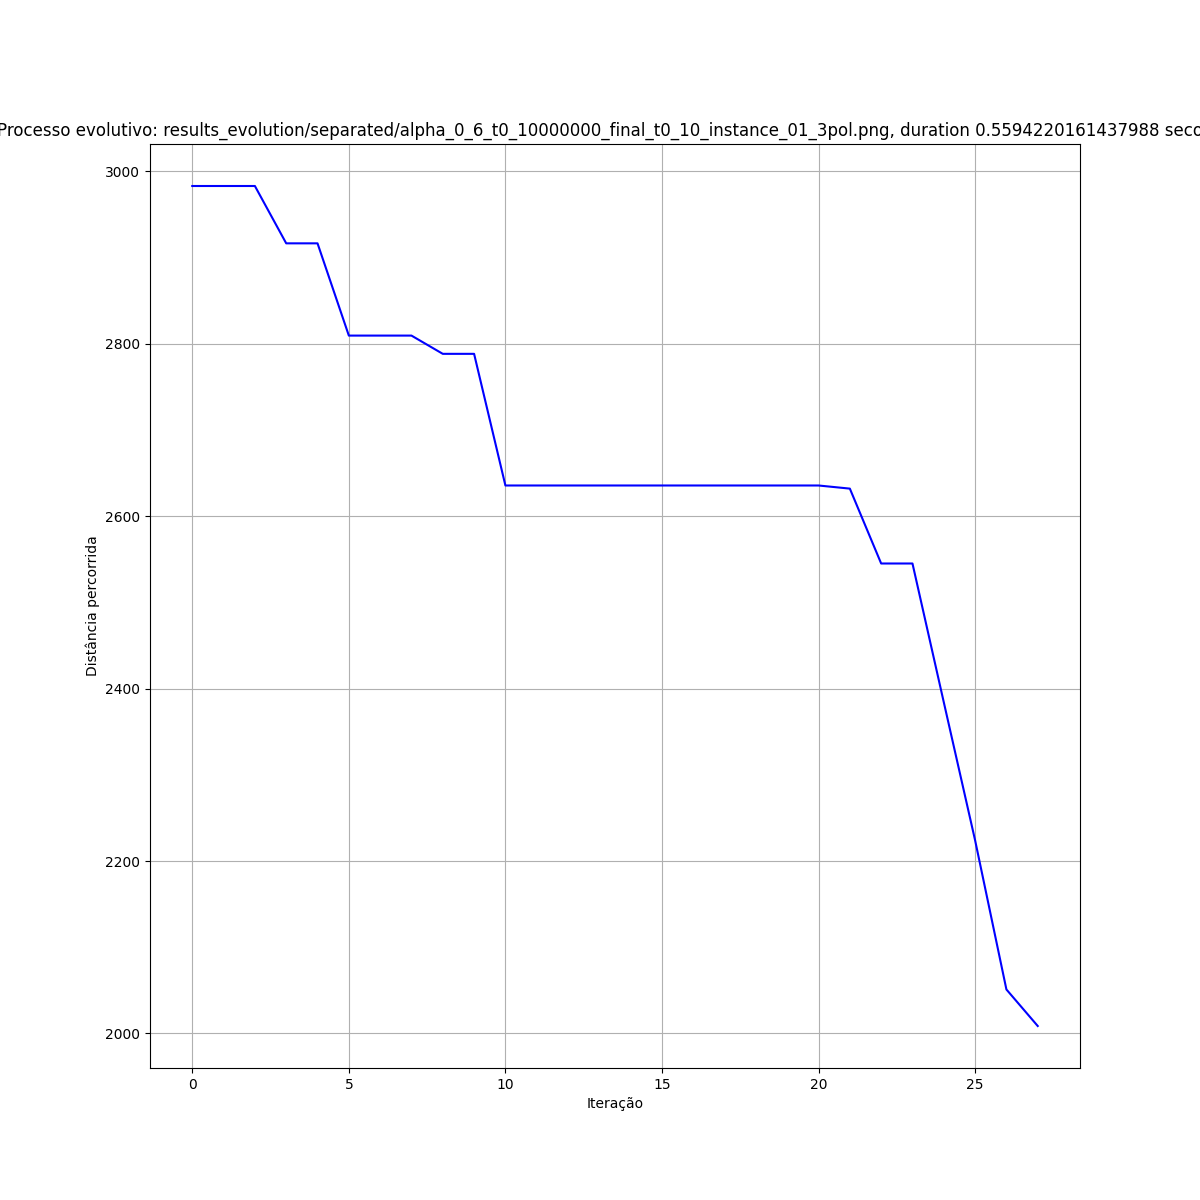 Processo evolutivo: results_evolution/separated/alpha_0_6_t0_10000000_final_t0_10_instance_01_3pol.png, duration 0.5594220161437988 seco
3000
2800
2600
2400
2200
2000
Distância percorrida
0 5 10 15 20 25
Iteração